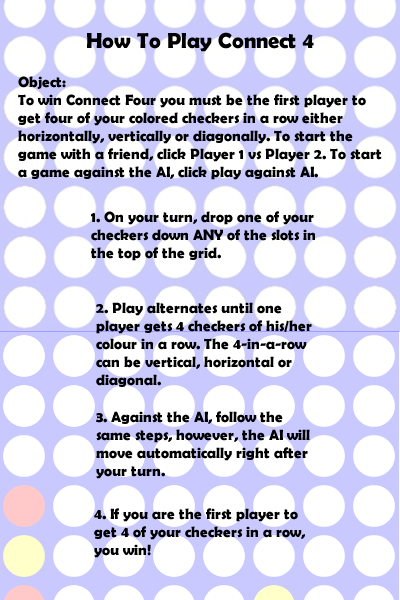 How To Play Connect 4
Object:
To win Connect Four you must be the first player to
get four of your colored checkers in a row either
horizontally, vertically or diagonally. To start the
game with a friend, click Player 1 vs Player 2. To start
a game against the AI, click play against AI.
1. On your turn, drop one of your
checkers down ANY of the slots in
the top of the grid.
2. Play alternates until one
player gets 4 checkers of his/her
colour in a row. The 4-in-a-row
can be vertical, horizontal or
diagonal.
3. Against the AI, follow the
same steps, however, the AI will
move automatically right after
your turn.
4. If you are the first player to
get 4 of your checkers in a row,
you win!